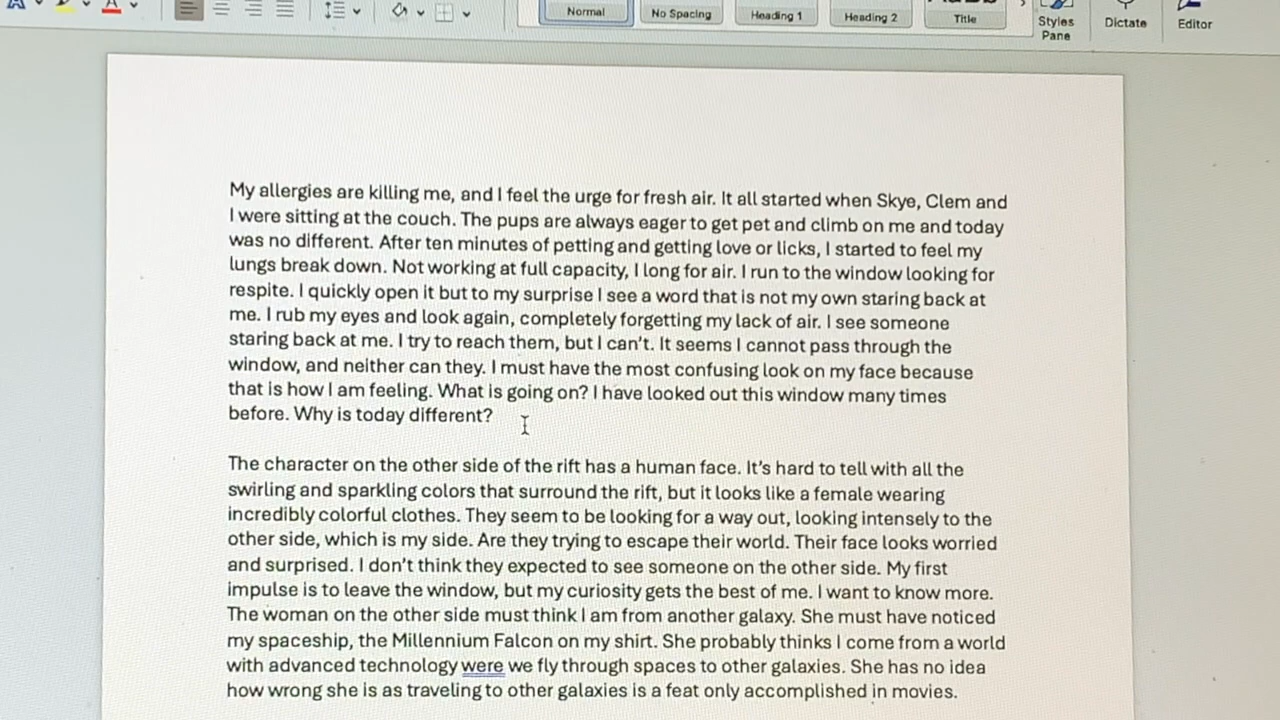 Normal
No Spacing
Heading 1
Heading 2
Title
Styles
Pane
Dictate
Editor
My allergies are killing me, and I feel the urge for fresh air. It all started when Skye, Clem and
I were sitting at the couch. The pups are always eager to get pet and climb on me and today
was no different. After ten minutes of petting and getting love or licks, I started to feel my
lungs break down. Not working at full capacity, I long for air. I run to the window looking for
respite. I quickly open it but to my surprise I see a word that is not my own staring back at
me. I rub my eyes and look again, completely forgetting my lack of air. I see someone
staring back at me. I try to reach them, but I can't. It seems I cannot pass through the
window, and neither can they. I must have the most confusing look on my face because
that is how I am feeling. What is going on? I have looked out this window many times
before. Why is today different?
The character on the other side of the rift has a human face. It's hard to tell with all the
swirling and sparkling colors that surround the rift, but it looks like a female wearing
incredibly colorful clothes. They seem to be looking for a way out, looking intensely to the
other side, which is my side. Are they trying to escape their world. Their face looks worried
and surprised. I don't think they expected to see someone on the other side. My first
impulse is to leave the window, but my curiosity gets the best of me. I want to know more.
The woman on the other side must think I am from another galaxy. She must have noticed
my spaceship, the Millennium Falcon on my shirt. She probably thinks I come from a world
with advanced technology were we fly through spaces to other galaxies. She has no idea
how wrong she is as traveling to other galaxies is a feat only accomplished in movies.